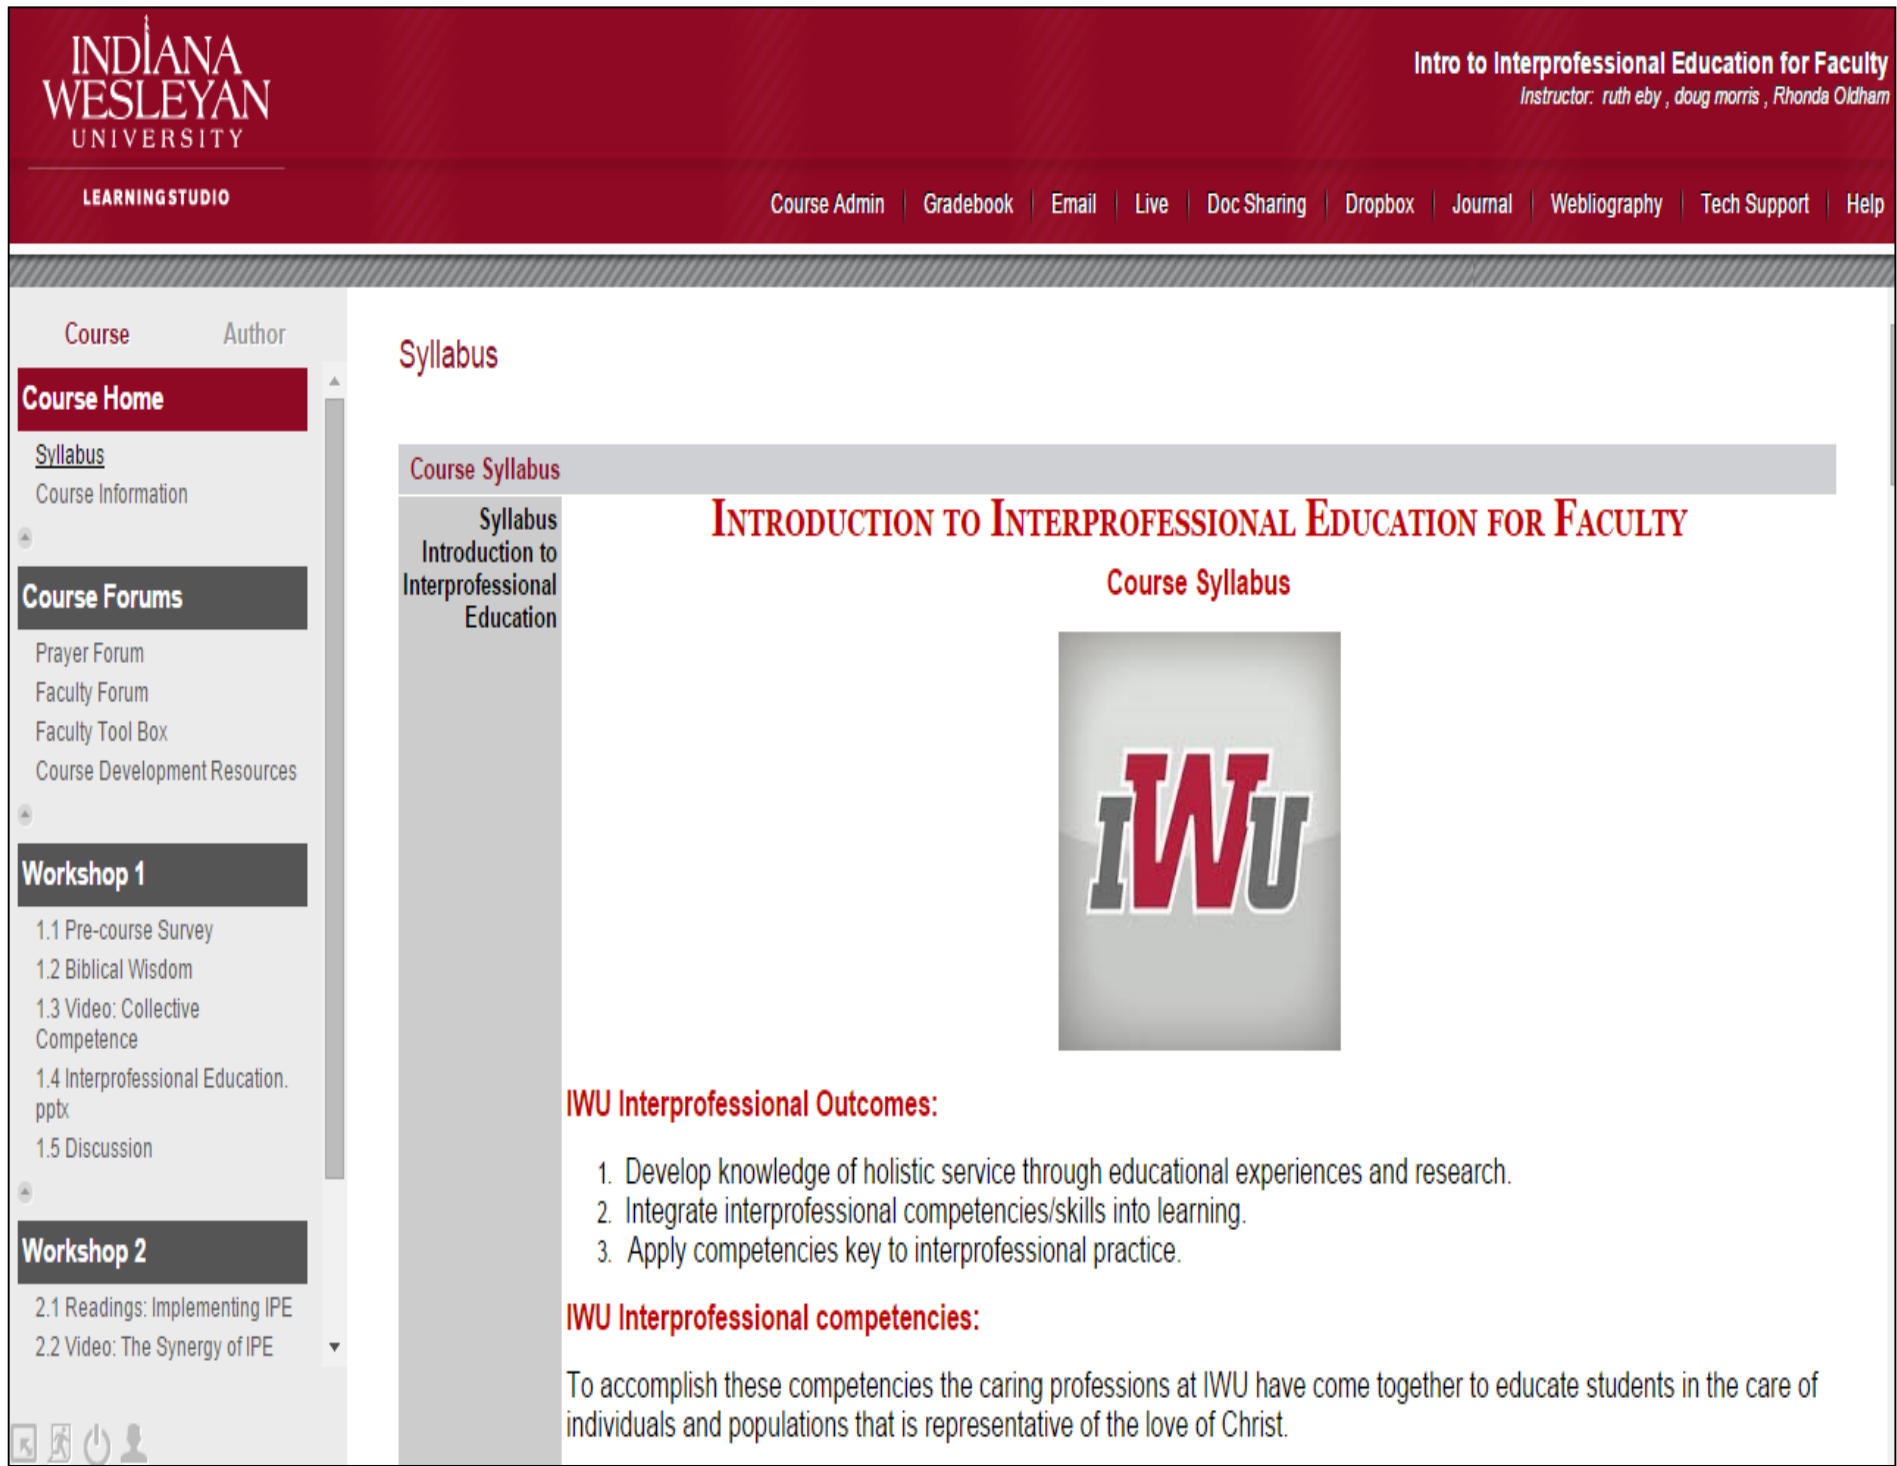 INDIANA
WESLEYAN
UNIVERSITY
LEARNINGSTUDIO
Intro to Interprofessional Education for Faculty
Instructor: ruth eby , doug morris , Rhonda Oldham
Course Admin | Gradebook | Email | Live | Doc Sharing | Dropbox | Journal | Webliography | Tech Support | Help
Course Author
Course Home
Syllabus
Course Information
Course Forums
Prayer Forum
Faculty Forum
Faculty Tool Box
Course Development Resources
Workshop 1
1.1 Pre-course Survey
1.2 Biblical Wisdom
1.3 Video: Collective
Competence
1.4 Interprofessional Education.
pptx
1.5 Discussion
Workshop 2
2.1 Readings: Implementing IPE
2.2 Video: The Synergy of IPE
Syllabus
Course Syllabus
Syllabus
Introduction to
Interprofessional
Education
INTRODUCTION TO INTERPROFESSIONAL EDUCATION FOR FACULTY
Course Syllabus
IWU
IWU Interprofessional Outcomes:
1. Develop knowledge of holistic service through educational experiences and research.
2. Integrate interprofessional competencies/skills into learning.
3. Apply competencies key to interprofessional practice.
IWU Interprofessional competencies:
To accomplish these competencies the caring professions at IWU have come together to educate students in the care of
individuals and populations that is representative of the love of Christ.